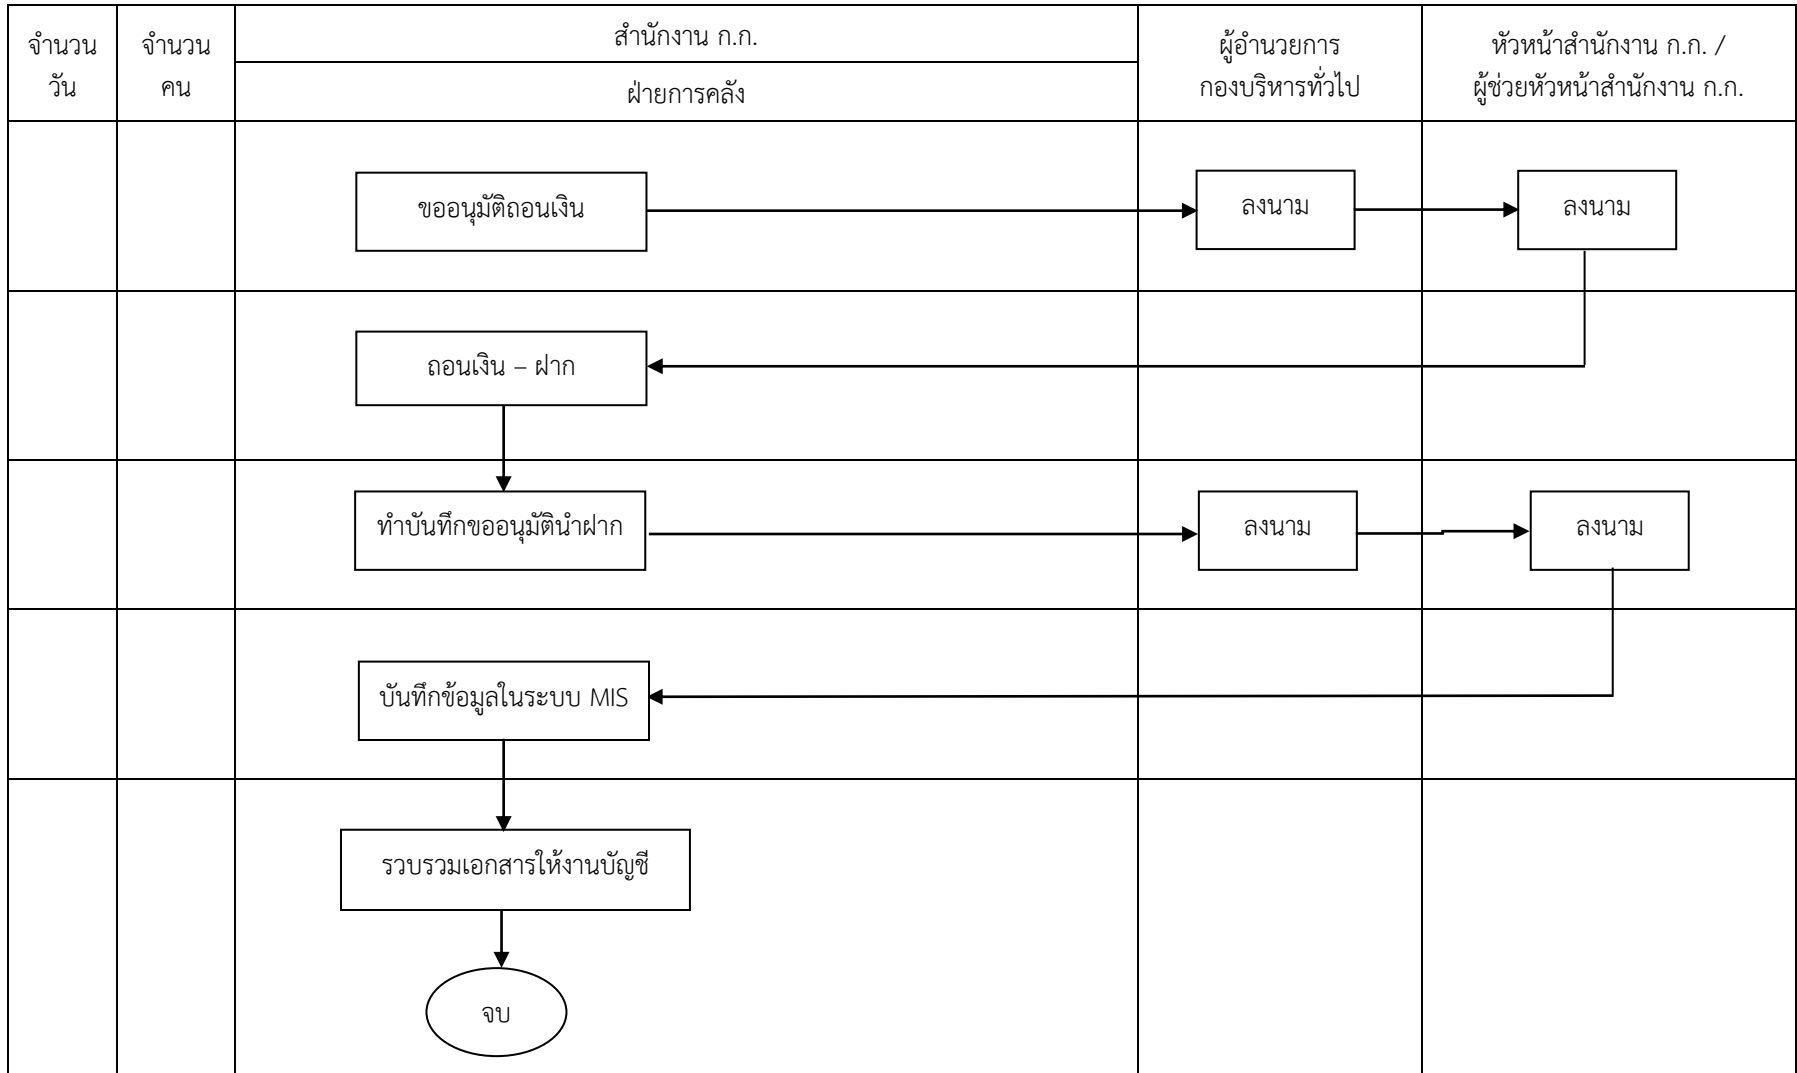 จำนวน
วัน
จำนวน
คน
สำนักงาน ก.ก.
ฝ่ายการคลัง
ผู้อำนวยการ
กองบริหารทั่วไป
หัวหน้าสำนักงาน ก.ก. /
ผู้ช่วยหัวหน้าสำนักงาน ก.ก.
ขออนุมัติถอนเงิน
ลงนาม
ลงนาม
ถอนเงิน – ฝาก
ทำบันทึกขออนุมัตินำฝาก
ลงนาม
ลงนาม
บันทึกข้อมูลในระบบ MIS
รวบรวมเอกสารให้งานบัญชี
จบ